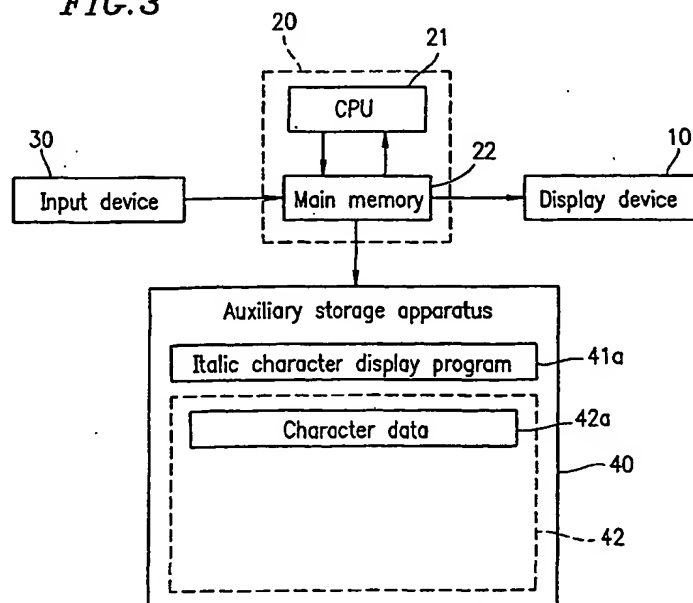 FIG.3
20
21
CPU
30
22
10
Input device
Main memory
Display device
Auxiliary storage apparatus
Italic character display program
41a
Character data
42a
40
42